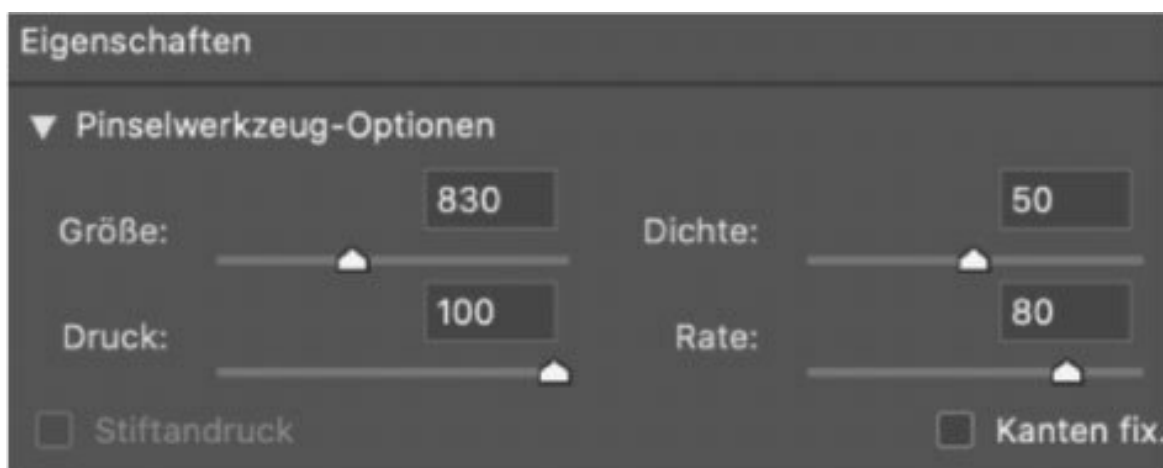 Eigenschaften
Pinselwerkzeug-Optionen
Größe: 830 Dichte: 50
Druck: 100 Rate: 80
Stiftandruck Kanten fix.